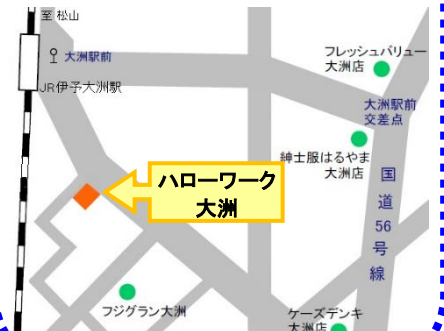 至 松山
大洲駅前
JR伊予大洲駅
フレッシュバリュー
大洲店
大洲駅前
交差点
紳士服はるやま
大洲店
ハローワーク
大洲
国道56号線
フジグラン大洲
ケーズデンキ
大洲店